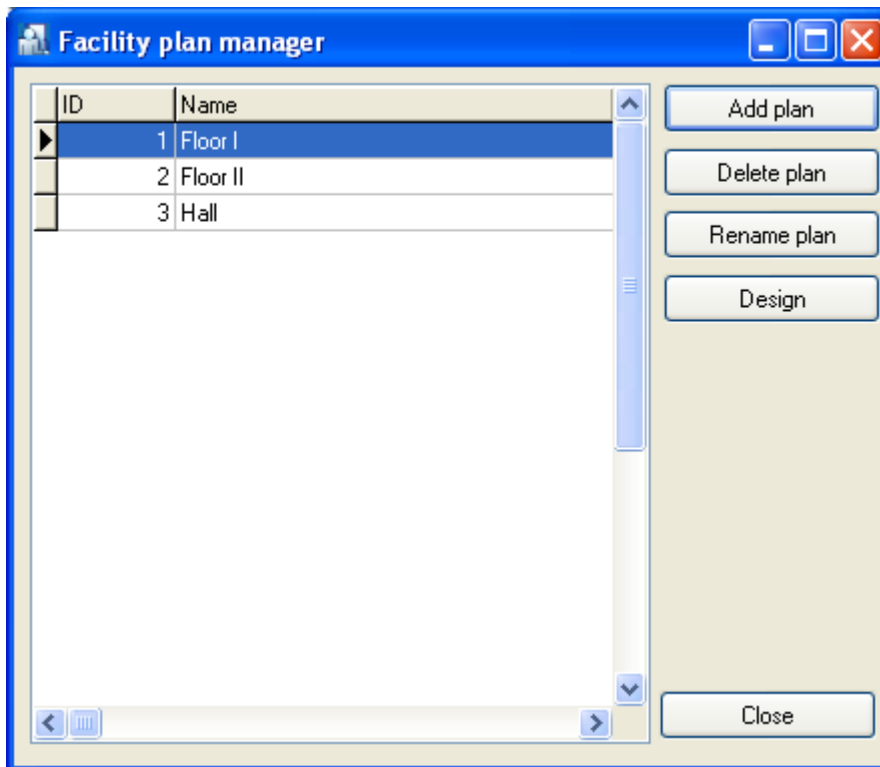 Facility plan manager
ID Name
1 Floor I
2 Floor II
3 Hall
Add plan
Delete plan
Rename plan
Design
Close